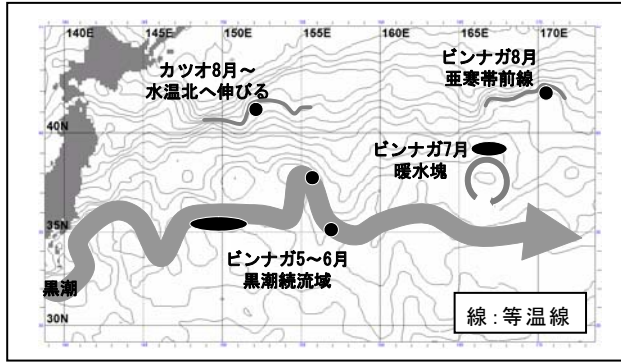 140E 145E 150E 155E 160E 165E 170E
カツオ8月～
水温北へ伸びる
ビンナガ8月
亜寒帯前線
40N
ビンナガ7月
暖水塊
35N
ビンナガ5～6月
黒潮続流域
黒潮
30N
線：等温線